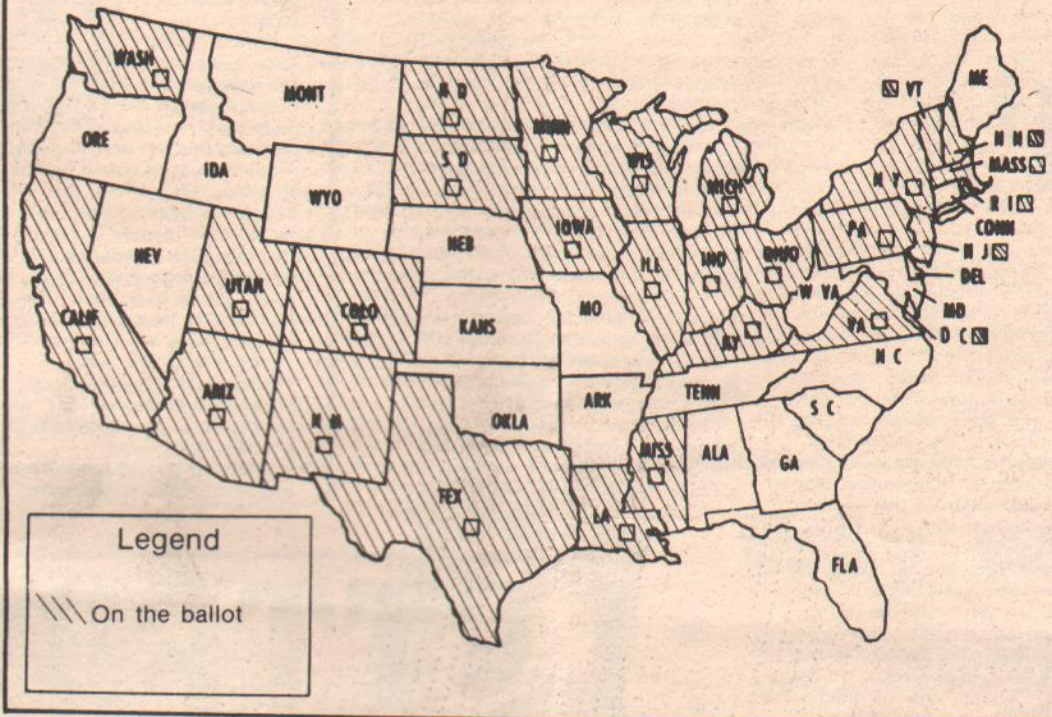 WASH
MONT
N D
MINN
ME
VT
ORE
N H
MASS
IDA
S D
WIS
MICH
N Y
R I
WYO
CONN
NEV
NEB
IOWA
PA
N J
UTAH
ILL
IND
OHIO
DEL
CALIF
COLO
KANS
MO
W VA
MD
KY
VA
D C
N C
ARIZ
N M
OKLA
ARK
TENN
S C
TEX
MISS
ALA
GA
LA
FLA
Legend
On the ballot